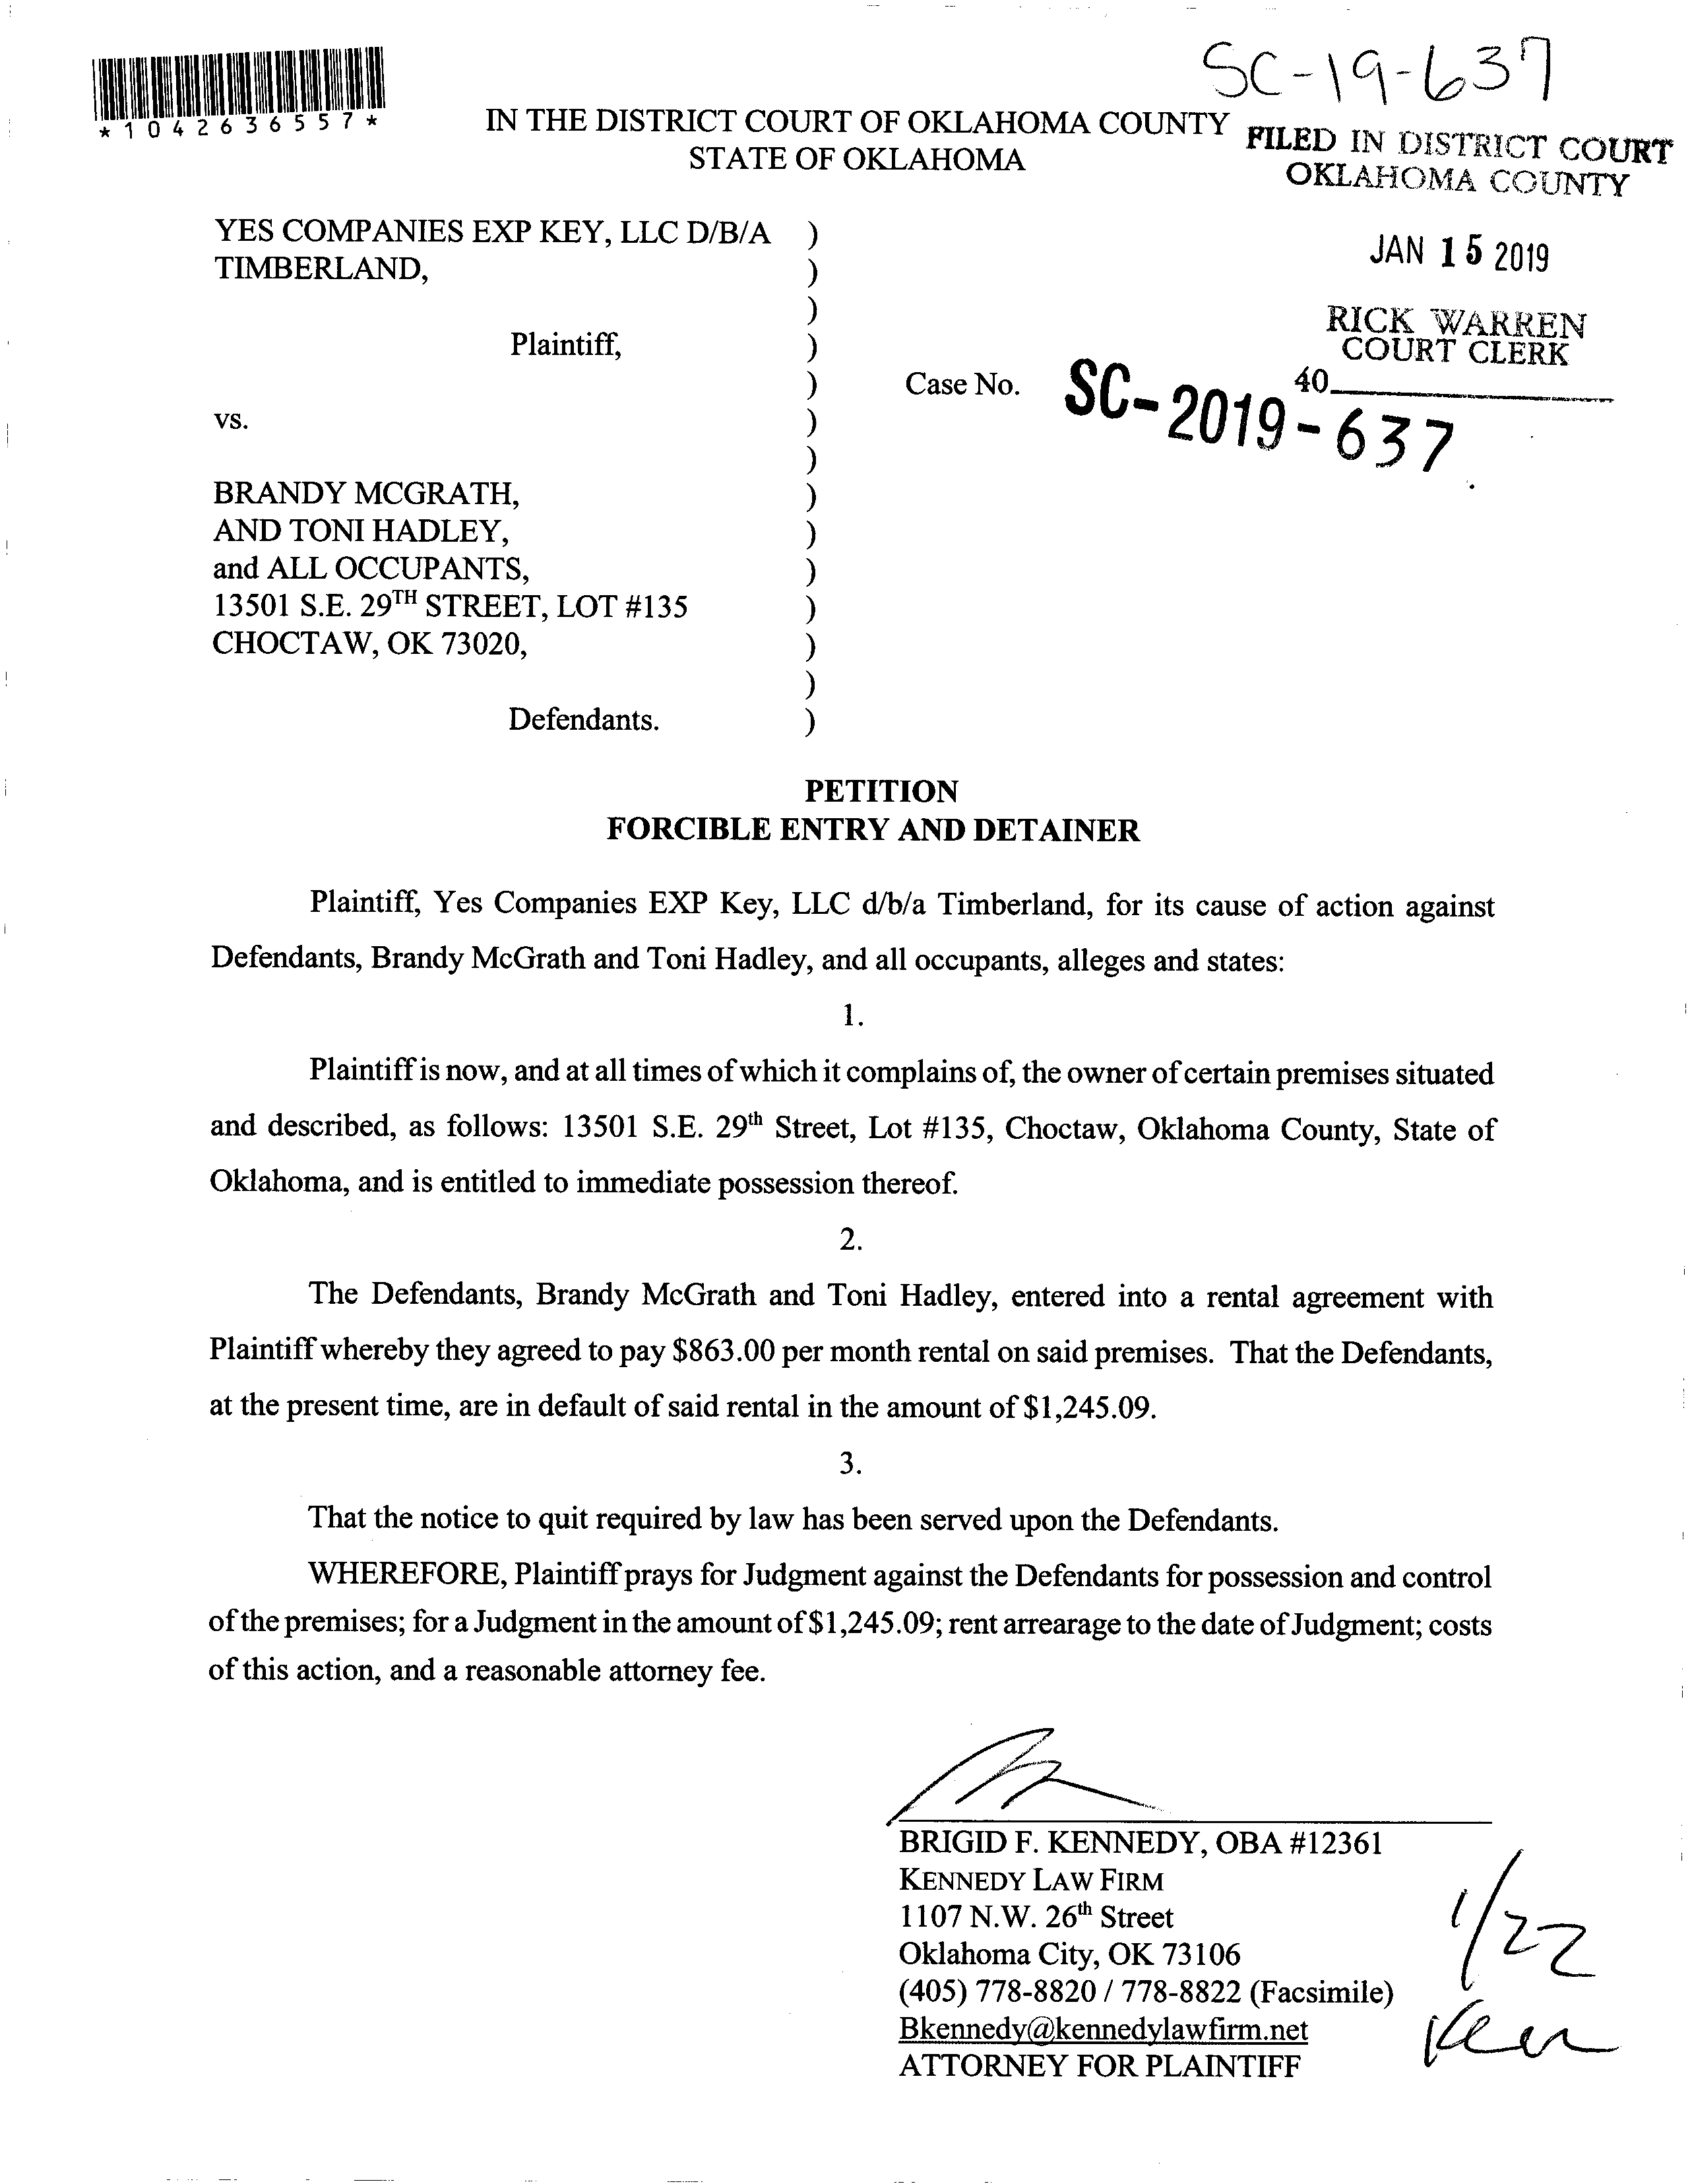 SC-19-637
*1042636557*
IN THE DISTRICT COURT OF OKLAHOMA COUNTY
STATE OF OKLAHOMA
FILED IN DISTRICT COURT
OKLAHOMA COUNTY
JAN 15 2019
RICK WARREN
COURT CLERK
40
YES COMPANIES EXP KEY, LLC D/B/A )
TIMBERLAND, )
)
Plaintiff, )
) Case No. SC-2019-637
vs. )
)
BRANDY MCGRATH, )
AND TONI HADLEY, )
and ALL OCCUPANTS, )
13501 S.E. 29TH STREET, LOT #135 )
CHOCTAW, OK 73020, )
)
Defendants. )
PETITION
FORCIBLE ENTRY AND DETAINER
Plaintiff, Yes Companies EXP Key, LLC d/b/a Timberland, for its cause of action against
Defendants, Brandy McGrath and Toni Hadley, and all occupants, alleges and states:
1.
Plaintiff is now, and at all times of which it complains of, the owner of certain premises situated
and described, as follows: 13501 S.E. 29th Street, Lot #135, Choctaw, Oklahoma County, State of
Oklahoma, and is entitled to immediate possession thereof.
2.
The Defendants, Brandy McGrath and Toni Hadley, entered into a rental agreement with
Plaintiff whereby they agreed to pay $863.00 per month rental on said premises. That the Defendants,
at the present time, are in default of said rental in the amount of $1,245.09.
3.
That the notice to quit required by law has been served upon the Defendants.
WHEREFORE, Plaintiff prays for Judgment against the Defendants for possession and control
of the premises; for a Judgment in the amount of $1,245.09; rent arrearage to the date of Judgment; costs
of this action, and a reasonable attorney fee.
BRIGID F. KENNEDY, OBA #12361
KENNEDY LAW FIRM
1107 N.W. 26th Street
Oklahoma City, OK 73106
(405) 778-8820 / 778-8822 (Facsimile)
Bkennedy@kennedylawfirm.net
ATTORNEY FOR PLAINTIFF
1/22
Ken